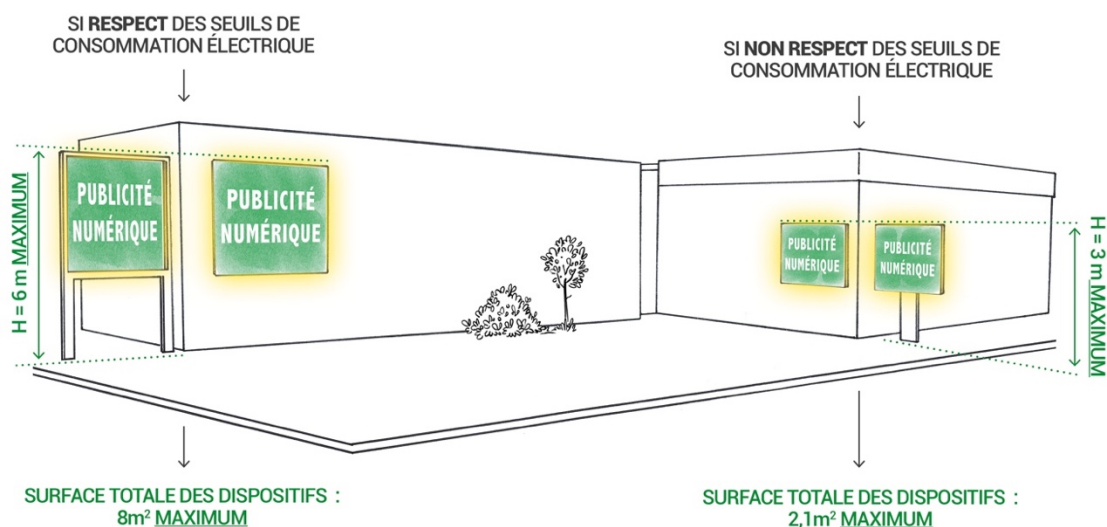 SI RESPECT DES SEUILS DE
CONSOMMATION ÉLECTRIQUE
SI NON RESPECT DES SEUILS DE
CONSOMMATION ÉLECTRIQUE
H = 6 m MAXIMUM
PUBLICITÉ
NUMÉRIQUE
PUBLICITÉ
NUMÉRIQUE
PUBLICITÉ
NUMÉRIQUE
PUBLICITÉ
NUMÉRIQUE
H = 3 m MAXIMUM
SURFACE TOTALE DES DISPOSITIFS :
8m² MAXIMUM
SURFACE TOTALE DES DISPOSITIFS :
2,1m² MAXIMUM